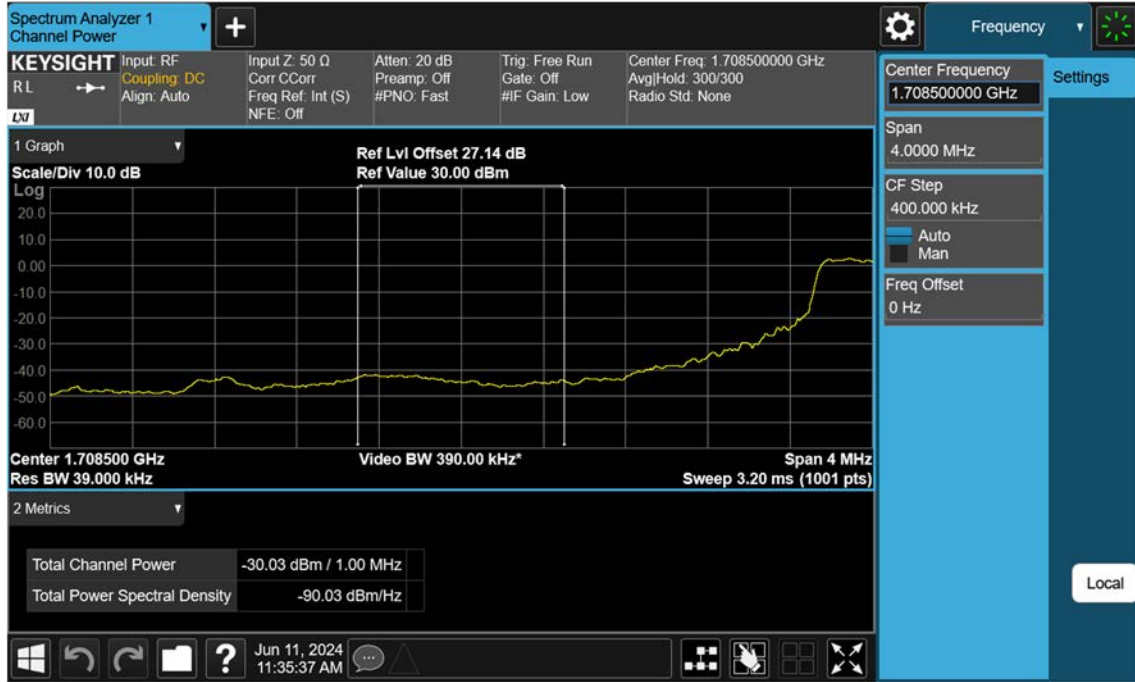 Spectrum Analyzer 1
Channel Power
Frequency
KEYSIGHT
R L
LXI
Input: RF
Coupling: DC
Align: Auto
Input Z: 50 Ω
Corr CCorr
Freq Ref: Int (S)
NFE: Off
Atten: 20 dB
Preamp: Off
#PNO: Fast
Trig: Free Run
Gate: Off
#IF Gain: Low
Center Freq: 1.708500000 GHz
Avg|Hold: 300/300
Radio Std: None
Center Frequency
1.708500000 GHz
Settings
Span
4.0000 MHz
CF Step
400.000 kHz
Auto
Man
Freq Offset
0 Hz
1 Graph
Scale/Div 10.0 dB
Ref Lvl Offset 27.14 dB
Ref Value 30.00 dBm
Log
20.0
10.0
0.00
-10.0
-20.0
-30.0
-40.0
-50.0
-60.0
Center 1.708500 GHz
Res BW 39.000 kHz
Video BW 390.00 kHz*
Span 4 MHz
Sweep 3.20 ms (1001 pts)
2 Metrics
Total Channel Power -30.03 dBm / 1.00 MHz
Total Power Spectral Density -90.03 dBm/Hz
Local
?
Jun 11, 2024
11:35:37 AM